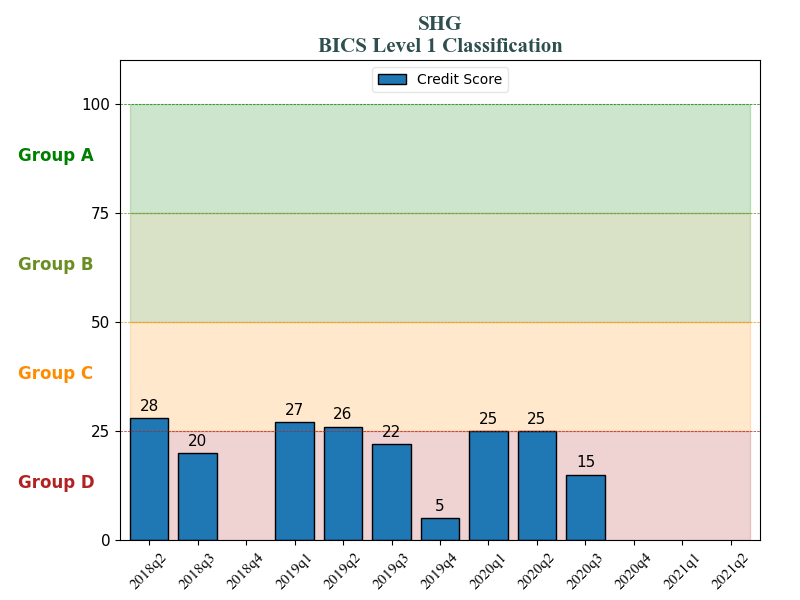 SHG
BICS Level 1 Classification
Credit Score
100
Group A
75
Group B
50
Group C
28
27
26
25
25
25
22
20
15
Group D
5
0
2018q2
2018q3
2018q4
2019q1
2019q2
2019q3
2019q4
2020q1
2020q2
2020q3
2020q4
2021q1
2021q2